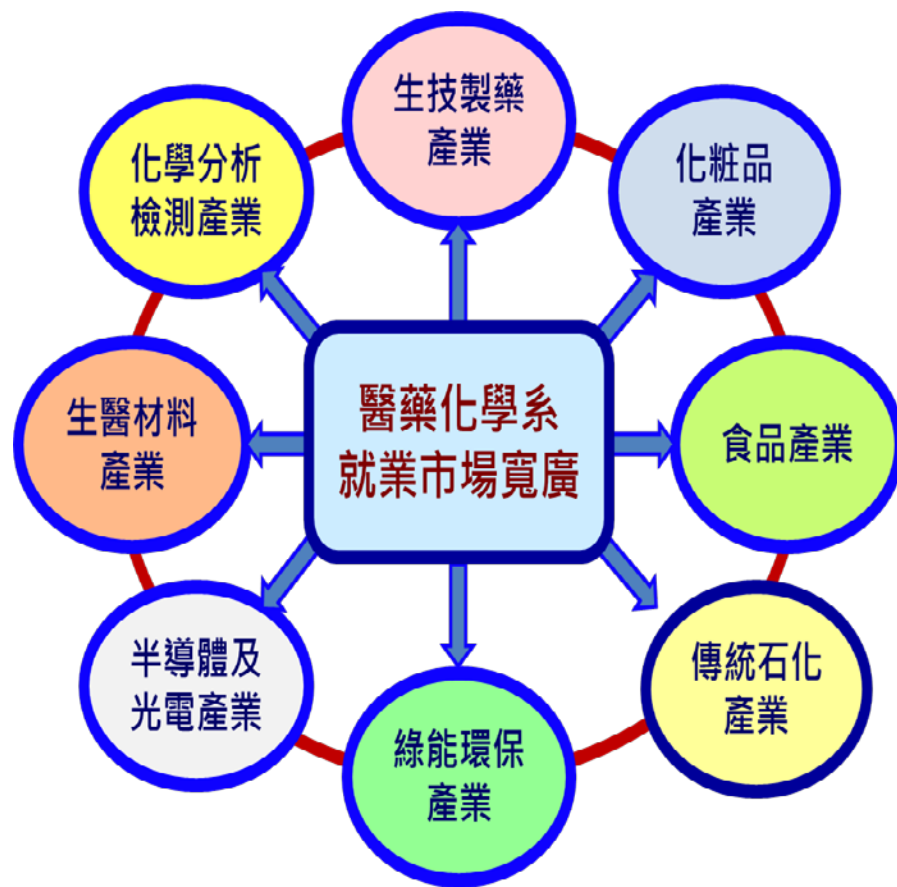 生技製藥
產業
化粧品
產業
食品產業
傳統石化
產業
綠能環保
產業
半導體及
光電產業
生醫材料
產業
化學分析
檢測產業
醫藥化學系
就業市場寬廣